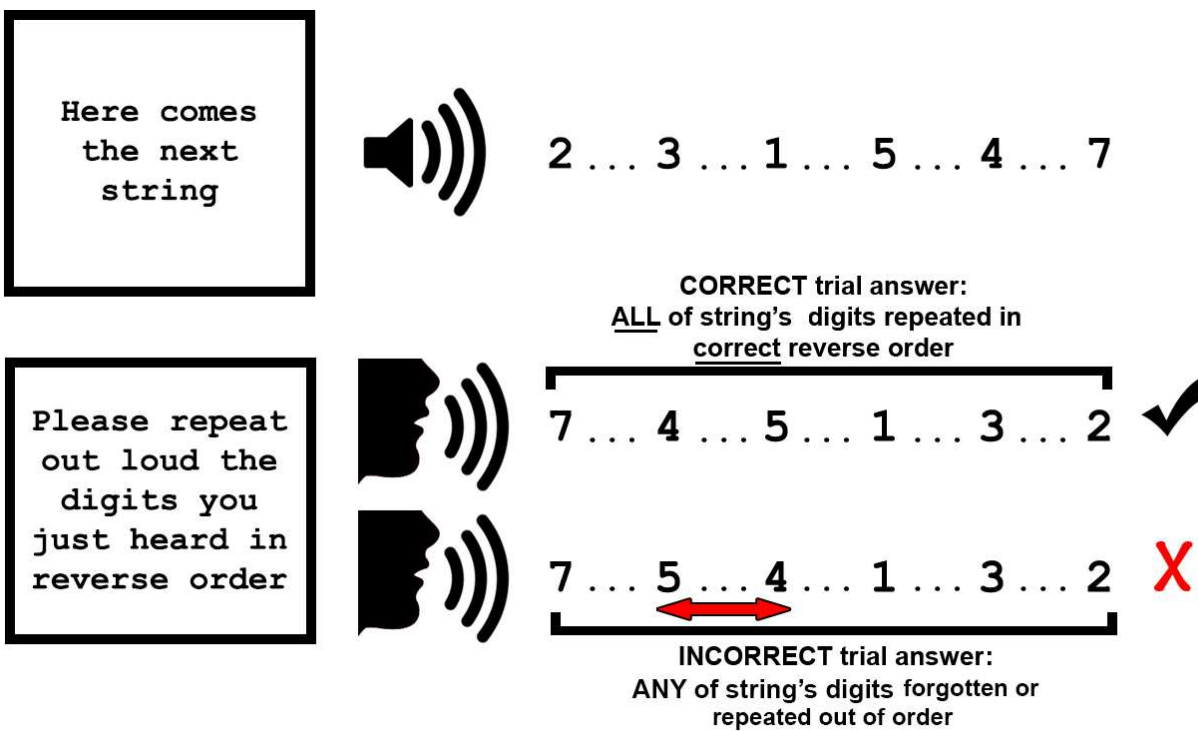 Here comes
the next
string
2 ... 3 ... 1 ... 5 ... 4 ... 7
CORRECT trial answer:
ALL of string's digits repeated in
correct reverse order
Please repeat
out loud the
digits you
just heard in
reverse order
7 ... 4 ... 5 ... 1 ... 3 ... 2
7 ... 5 ... 4 ... 1 ... 3 ... 2
X
INCORRECT trial answer:
ANY of string's digits forgotten or
repeated out of order